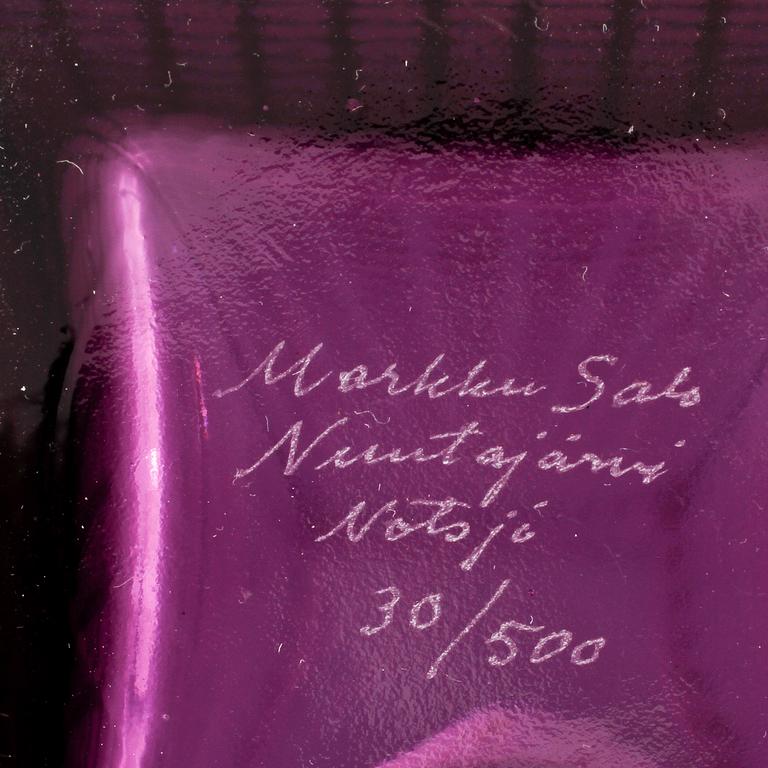 Markku Salo
Nuutajärvi
Notsjö
30/500